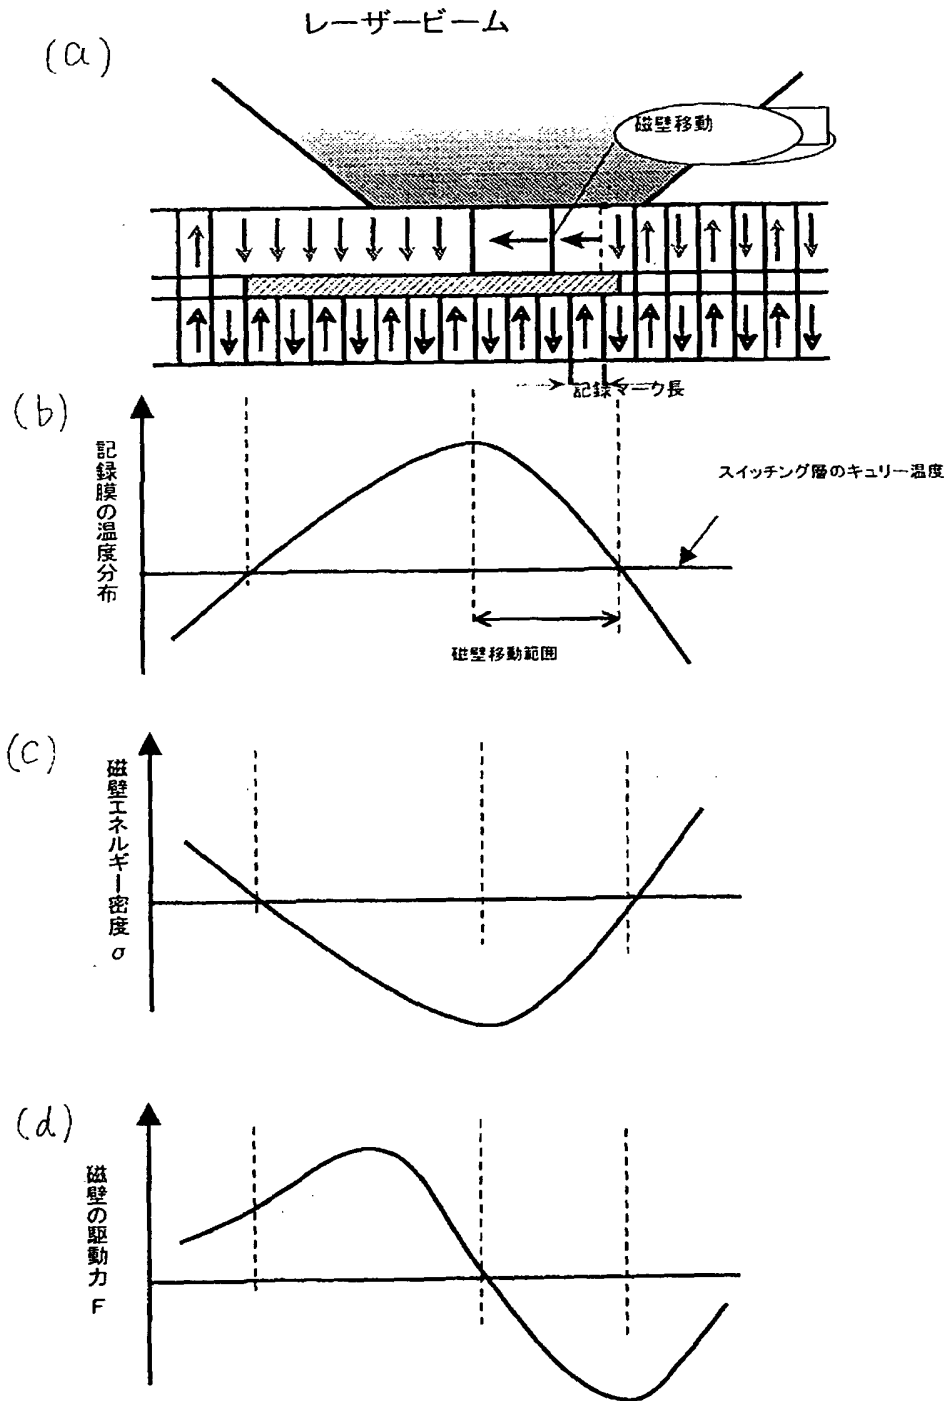 レーザービーム
(a)
磁壁移動
記録マーク長
(b)
記録膜の温度分布
スイッチング層のキュリー温度
磁壁移動範囲
(c)
磁壁エネルギー密度 σ
(d)
磁壁の駆動力 F